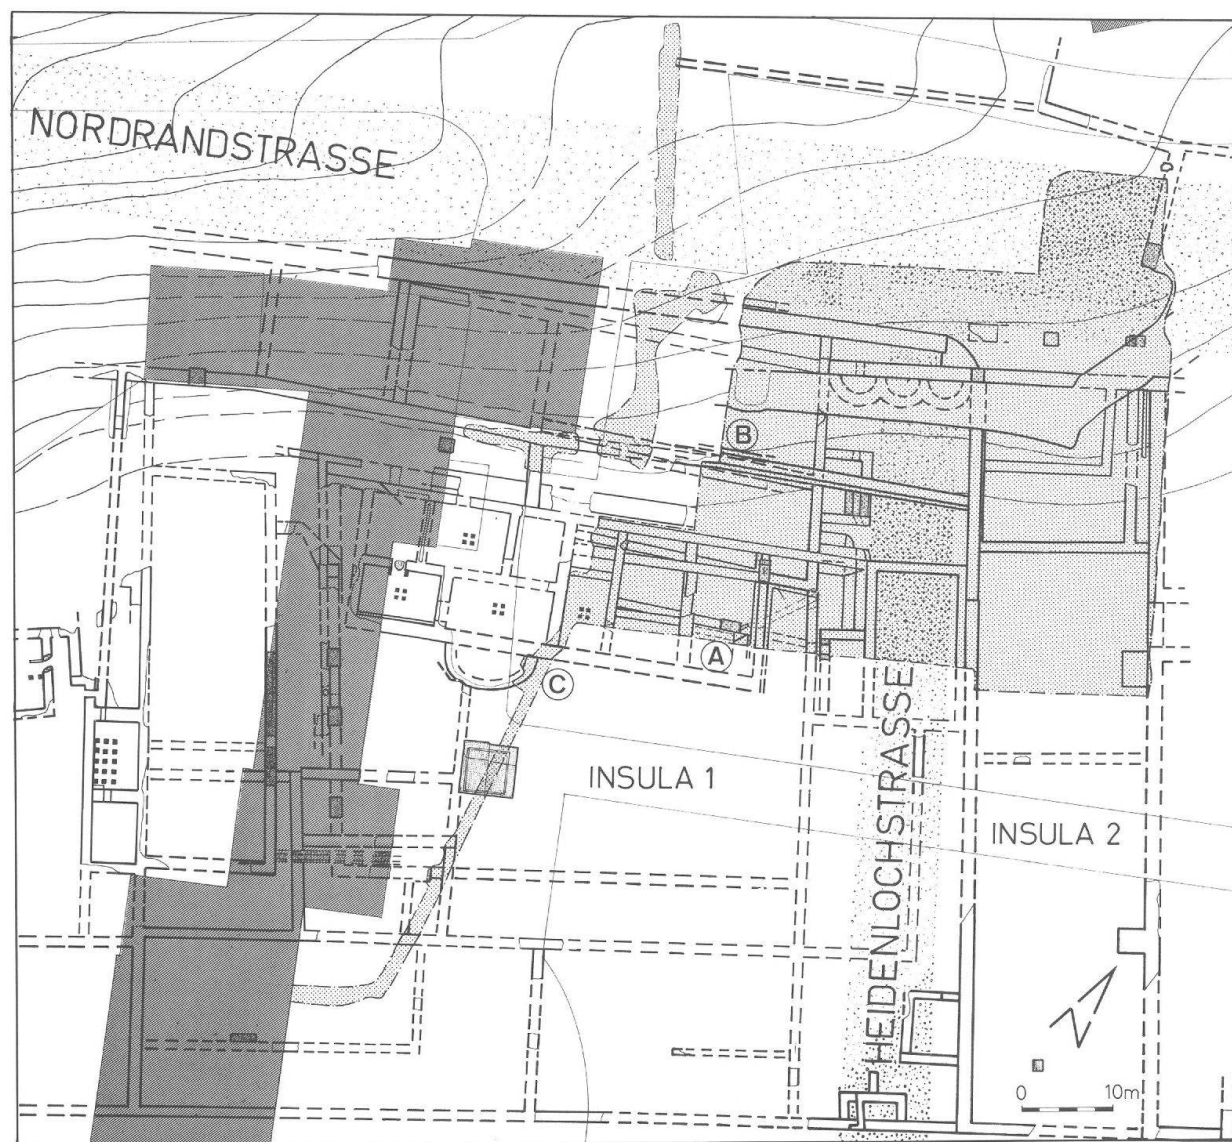 NORDRANDSTRASSE
B
A
C
INSULA 1
HEIDENLOCHSTRASSE
INSULA 2
N
0 10m